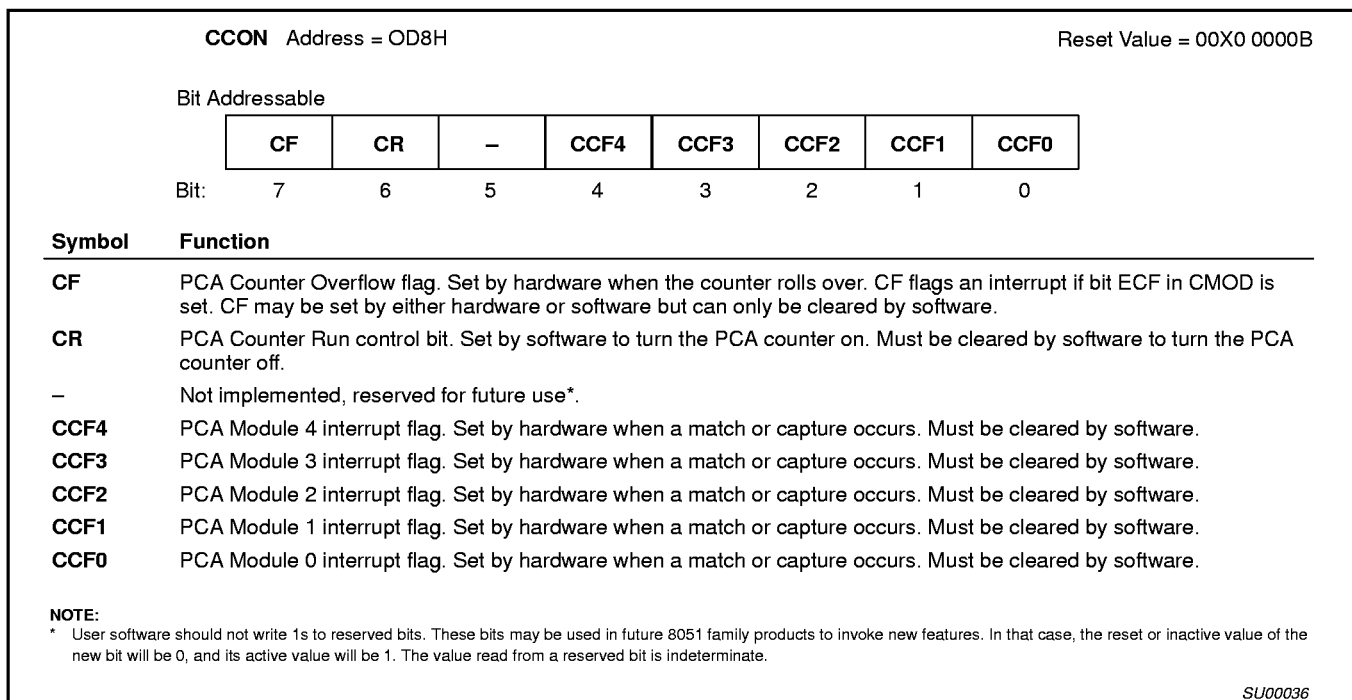 CCON Address = OD8H Reset Value = 00X0 0000B
Bit Addressable
CF CR – CCF4 CCF3 CCF2 CCF1 CCF0
Bit: 7 6 5 4 3 2 1 0
Symbol Function
CF PCA Counter Overflow flag. Set by hardware when the counter rolls over. CF flags an interrupt if bit ECF in CMOD is
set. CF may be set by either hardware or software but can only be cleared by software.
CR PCA Counter Run control bit. Set by software to turn the PCA counter on. Must be cleared by software to turn the PCA
counter off.
– Not implemented, reserved for future use*.
CCF4 PCA Module 4 interrupt flag. Set by hardware when a match or capture occurs. Must be cleared by software.
CCF3 PCA Module 3 interrupt flag. Set by hardware when a match or capture occurs. Must be cleared by software.
CCF2 PCA Module 2 interrupt flag. Set by hardware when a match or capture occurs. Must be cleared by software.
CCF1 PCA Module 1 interrupt flag. Set by hardware when a match or capture occurs. Must be cleared by software.
CCF0 PCA Module 0 interrupt flag. Set by hardware when a match or capture occurs. Must be cleared by software.
NOTE:
* User software should not write 1s to reserved bits. These bits may be used in future 8051 family products to invoke new features. In that case, the reset or inactive value of the
new bit will be 0, and its active value will be 1. The value read from a reserved bit is indeterminate.
SU00036